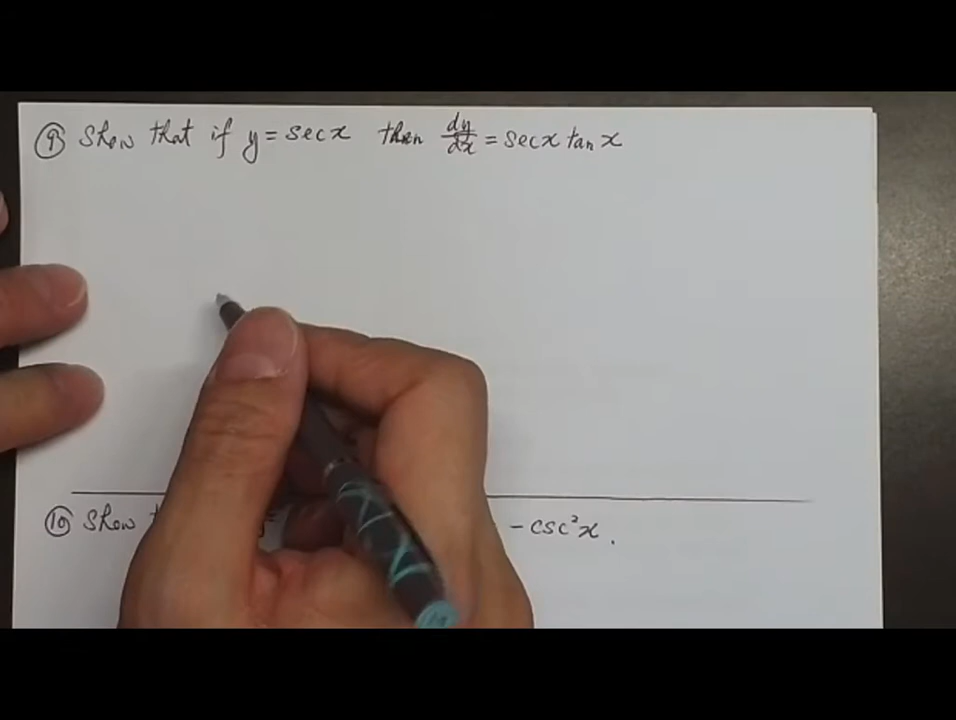 ⑨ Show that if y = sec x then dy/dx = sec x tan x
⑩ Show - csc²x .